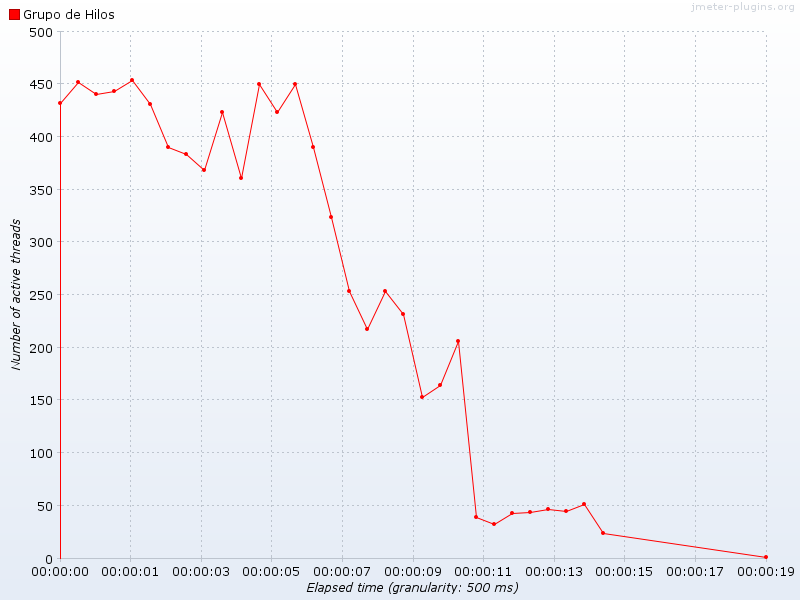 jmeter-plugins.org
Grupo de Hilos
500
450
400
350
300
250
200
150
100
50
0
Number of active threads
00:00:00 00:00:01 00:00:03 00:00:05 00:00:07 00:00:09 00:00:11 00:00:13 00:00:15 00:00:17 00:00:19
Elapsed time (granularity: 500 ms)